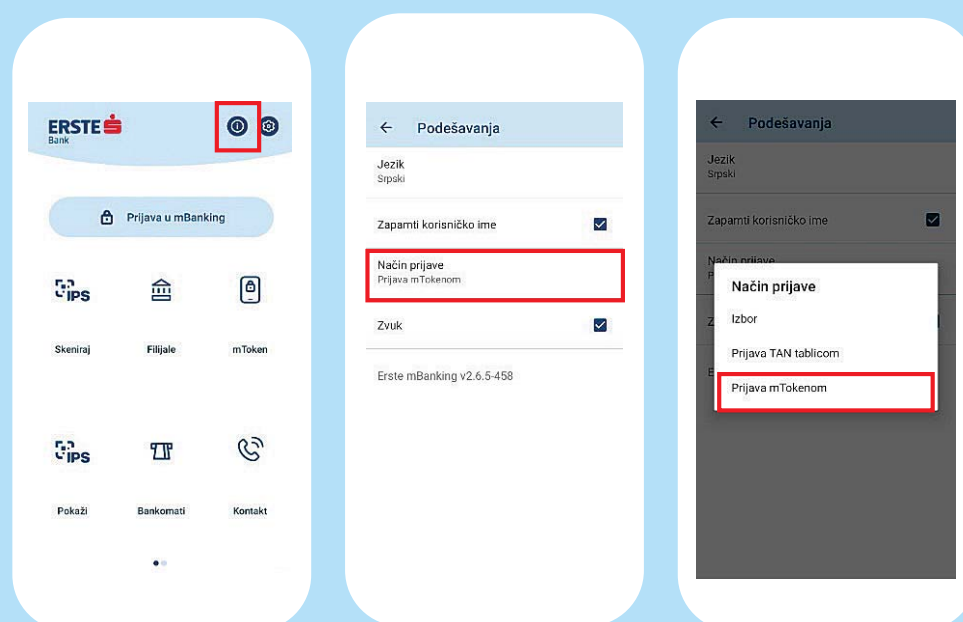 ERSTE
Bank
Prijava u mBanking
IPS
Skeniraj
Filijale
mToken
IPS
Pokaži
Bankomati
Kontakt
Podešavanja
Jezik
Srpski
Zapamti korisničko ime
Način prijave
Prijava mTokenom
Zvuk
Erste mBanking v2.6.5-458
Podešavanja
Jezik
Srpski
Zapamti korisničko ime
Način prijave
P
Način prijave
Z
Izbor
Prijava TAN tablicom
E
Prijava mTokenom